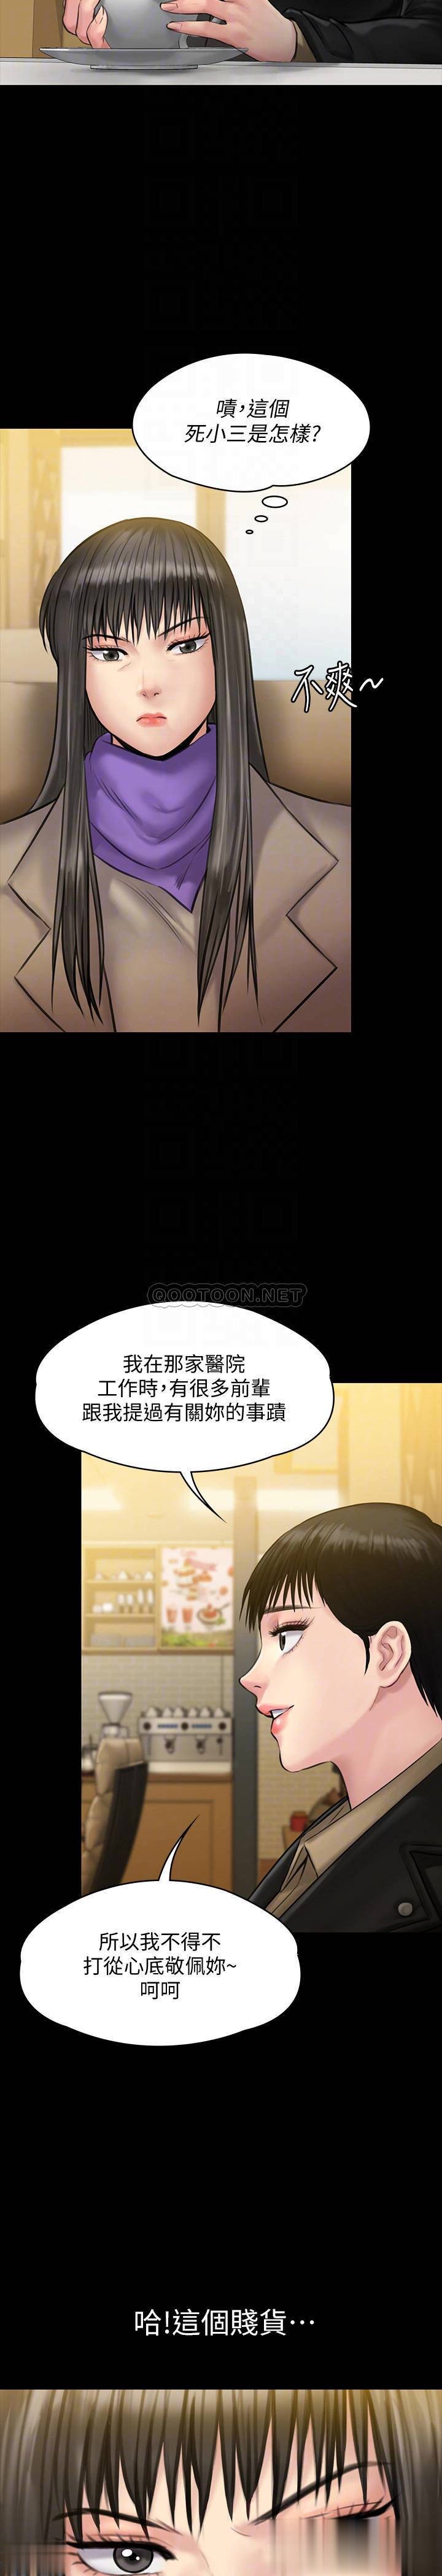 嘖，這個
死小三是怎樣?
不爽~
QOOTOON.NET
我在那家醫院
工作時，有很多前輩
跟我提過有關妳的事蹟
所以我不得不
打從心底敬佩妳~
呵呵
哈!這個賤貨⋯